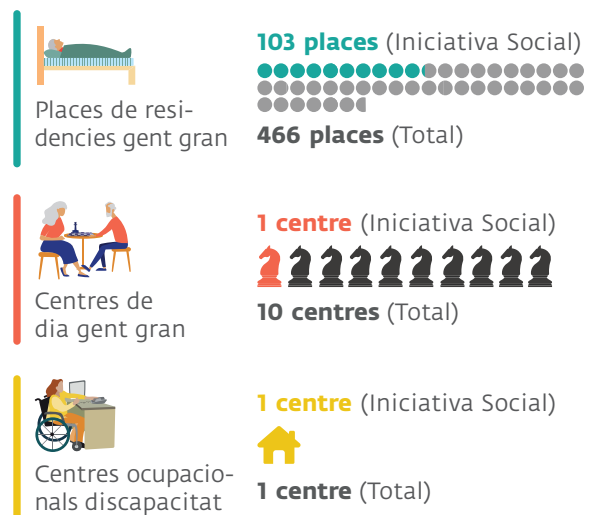 103 places (Iniciativa Social)
Places de resi-
dencies gent gran
466 places (Total)
1 centre (Iniciativa Social)
Centres de
dia gent gran
10 centres (Total)
1 centre (Iniciativa Social)
Centres ocupacio-
nals discapacitat
1 centre (Total)